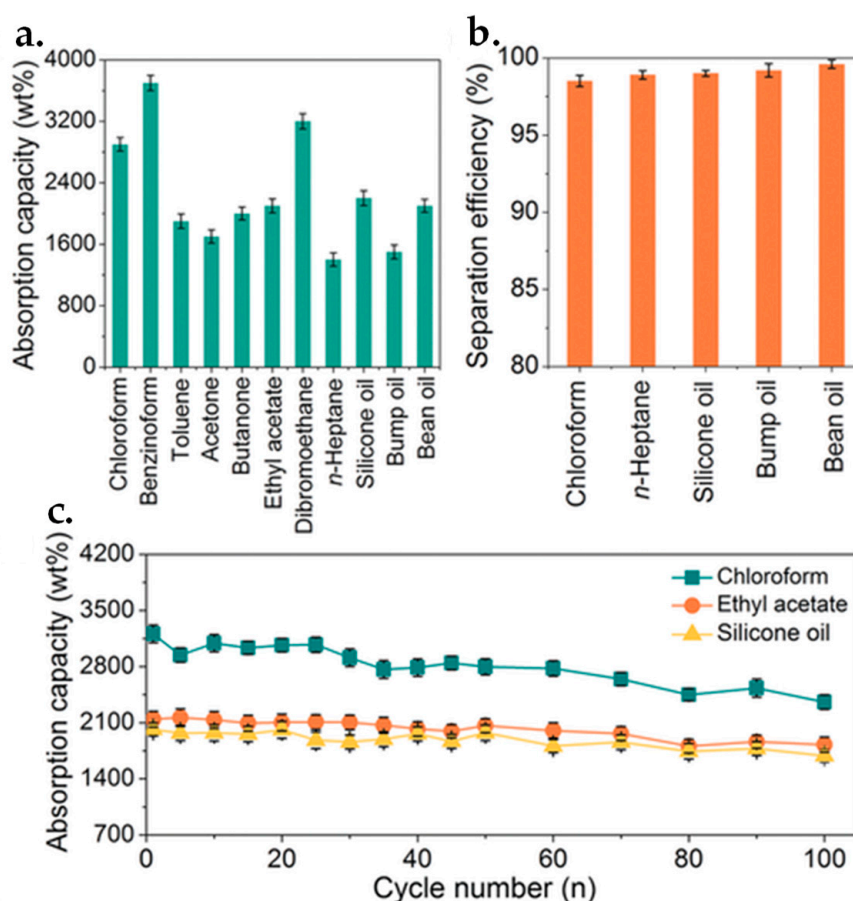 a.
Absorption capacity (wt%)
4000
3200
2400
1600
800
0
Chloroform
Benzinoform
Toluene
Acetone
Butanone
Ethyl acetate
Dibromoethane
n-Heptane
Silicone oil
Bump oil
Bean oil
b.
Separation efficiency (%)
100
95
90
85
80
Chloroform
n-Heptane
Silicone oil
Bump oil
Bean oil
c.
Absorption capacity (wt%)
4200
3500
2800
2100
1400
700
Chloroform
Ethyl acetate
Silicone oil
0 20 40 60 80 100
Cycle number (n)